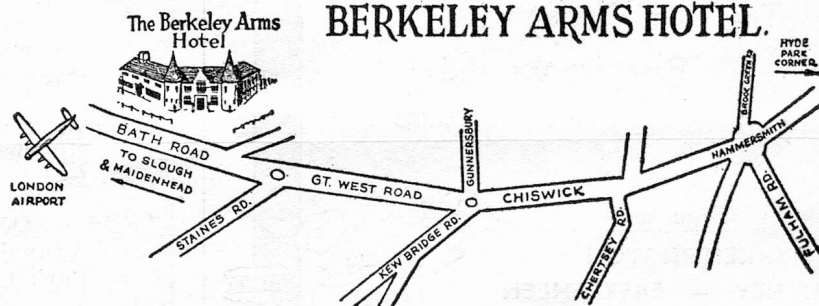 BERKELEY ARMS HOTEL.
The Berkeley Arms
Hotel
HYDE
PARK
CORNER
BROOK GREEN RD
HAMMERSMITH
FULHAM RD.
GUNNERSBURY
CHISWICK
CHERTSEY RD.
GT. WEST ROAD
KEW BRIDGE RD.
BATH ROAD
TO SLOUGH
& MAIDENHEAD
STAINES RD.
LONDON
AIRPORT